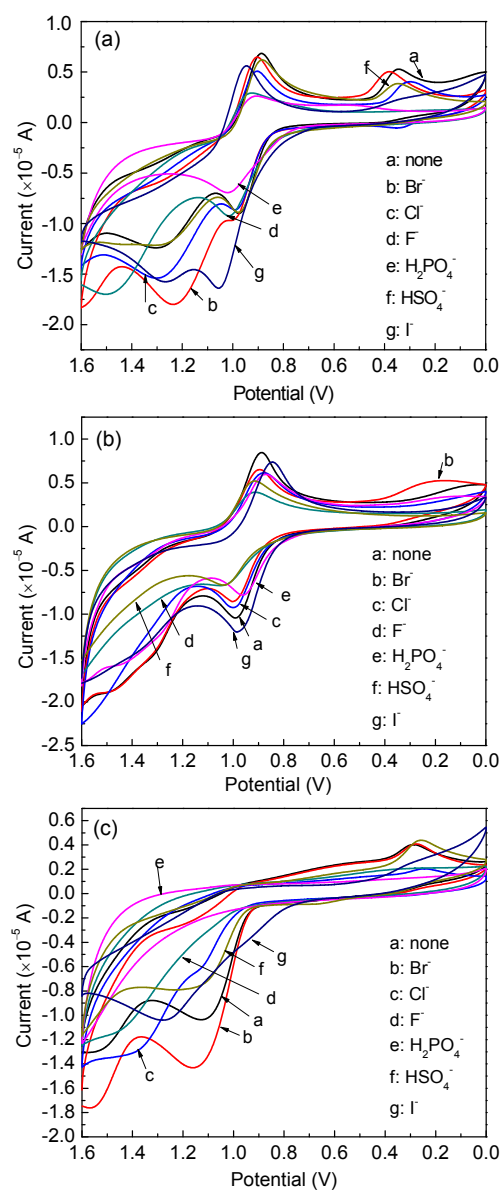 (a)
1.0
0.5
0.0
-0.5
-1.0
-1.5
-2.0
Current (×10⁻⁵ A)
a
f
e
d
g
c
b
a: none
b: Br⁻
c: Cl⁻
d: F⁻
e: H₂PO₄⁻
f: HSO₄⁻
g: I⁻
1.6 1.4 1.2 1.0 0.8 0.6 0.4 0.2 0.0
Potential (V)
(b)
1.0
0.5
0.0
-0.5
-1.0
-1.5
-2.0
-2.5
Current (×10⁻⁵ A)
b
e
c
a
g
d
f
a: none
b: Br⁻
c: Cl⁻
d: F⁻
e: H₂PO₄⁻
f: HSO₄⁻
g: I⁻
1.6 1.4 1.2 1.0 0.8 0.6 0.4 0.2 0.0
Potential (V)
(c)
0.6
0.4
0.2
0.0
-0.2
-0.4
-0.6
-0.8
-1.0
-1.2
-1.4
-1.6
-1.8
-2.0
Current (×10⁻⁵ A)
e
g
f
d
a
b
c
a: none
b: Br⁻
c: Cl⁻
d: F⁻
e: H₂PO₄⁻
f: HSO₄⁻
g: I⁻
1.6 1.4 1.2 1.0 0.8 0.6 0.4 0.2 0.0
Potential (V)